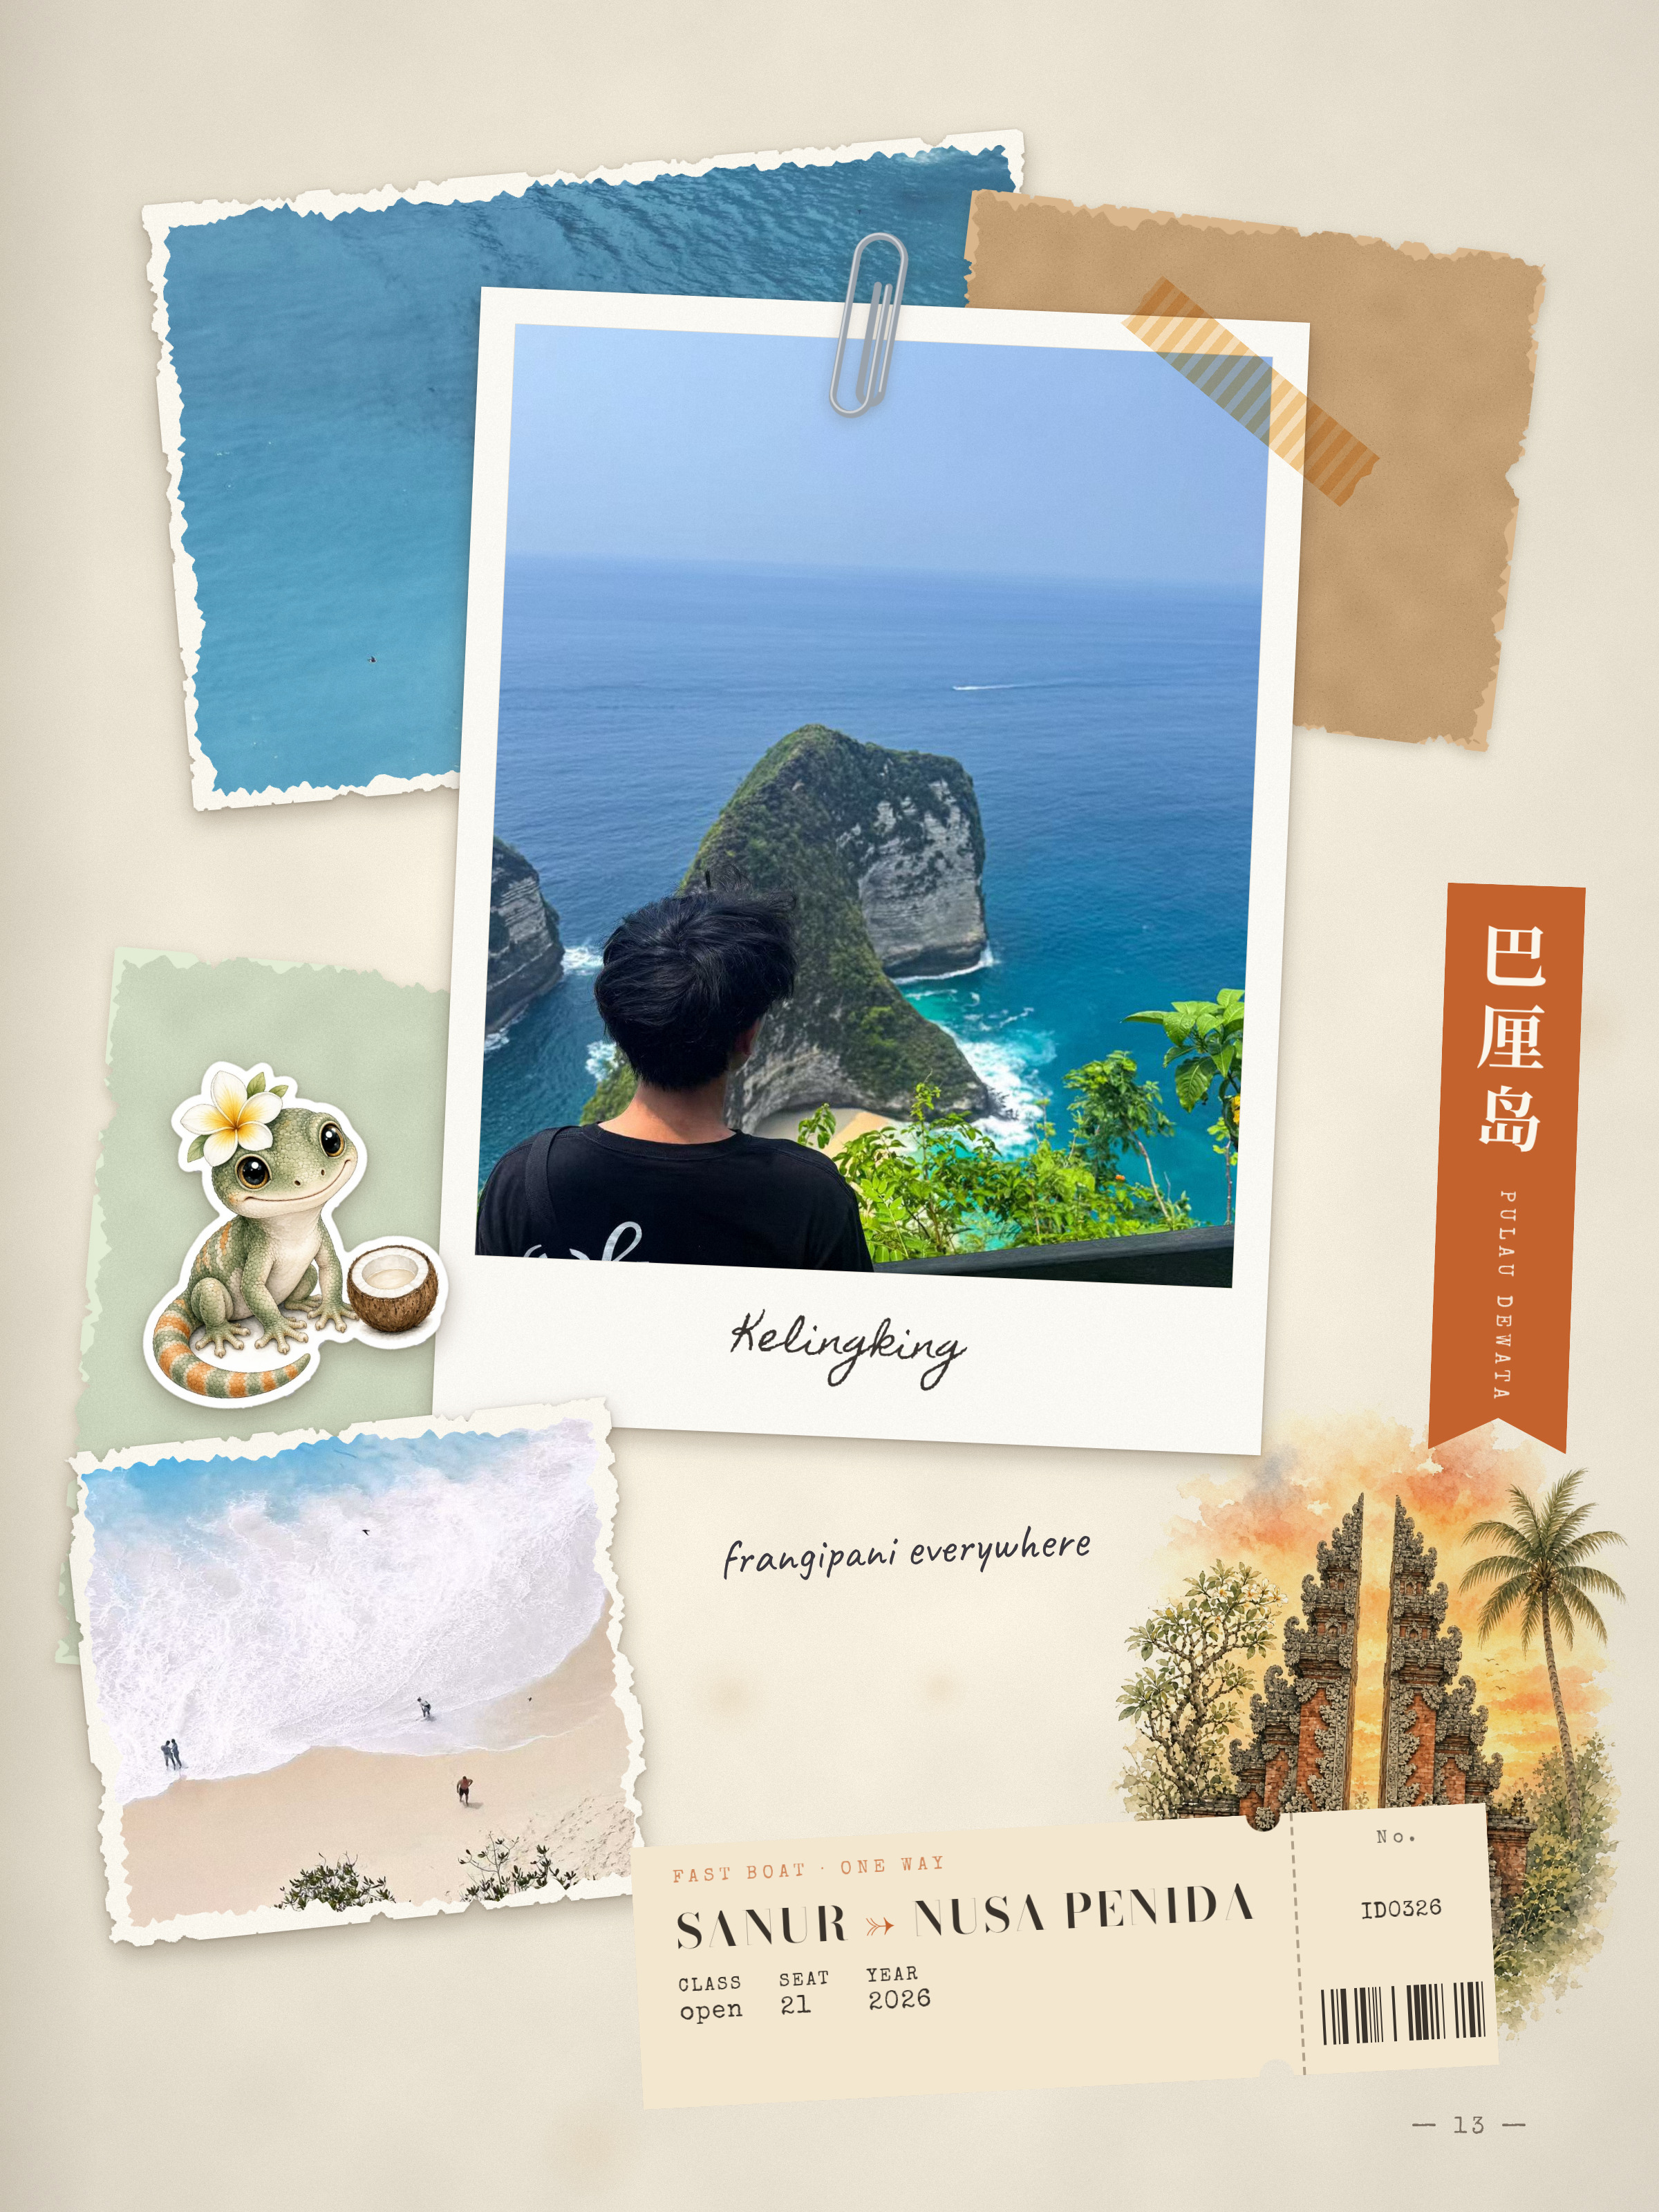 巴厘岛
PULAU DEWATA
Kelingking
frangipani everywhere
FAST BOAT · ONE WAY
SANUR ➳ NUSA PENIDA
CLASS SEAT YEAR
open 21 2026
No.
ID0326
— 13 —